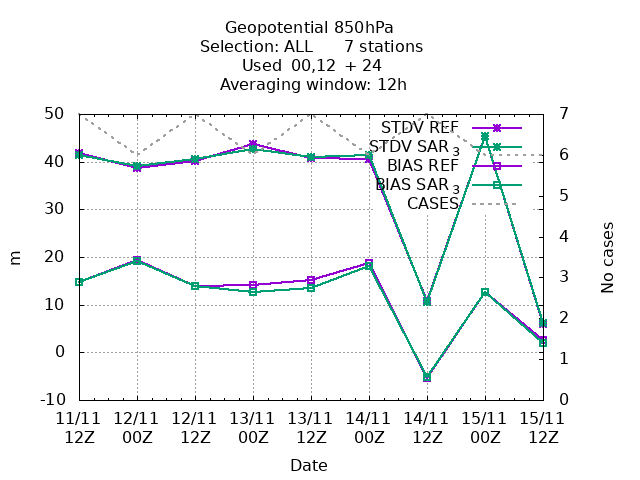 Geopotential 850hPa
Selection: ALL 7 stations
Used 00,12 + 24
Averaging window: 12h
50 7
STDV REF
STDV SAR 3
BIAS REF
BIAS SAR 3
CASES
40
30
20
10
0
-10
6
5
4
3
2
1
0
m
No cases
11/11 12/11 12/11 13/11 13/11 14/11 14/11 15/11 15/11
12Z 00Z 12Z 00Z 12Z 00Z 12Z 00Z 12Z
Date